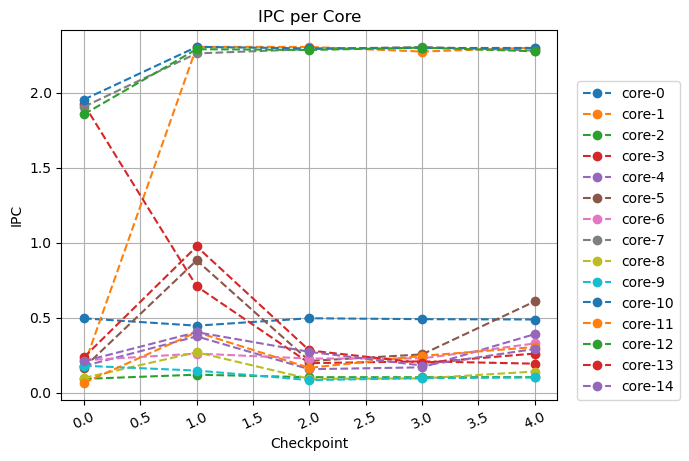 IPC per Core
IPC
2.0
1.5
1.0
0.5
0.0
0.0
0.5
1.0
1.5
2.0
2.5
3.0
3.5
4.0
Checkpoint
core-0
core-1
core-2
core-3
core-4
core-5
core-6
core-7
core-8
core-9
core-10
core-11
core-12
core-13
core-14